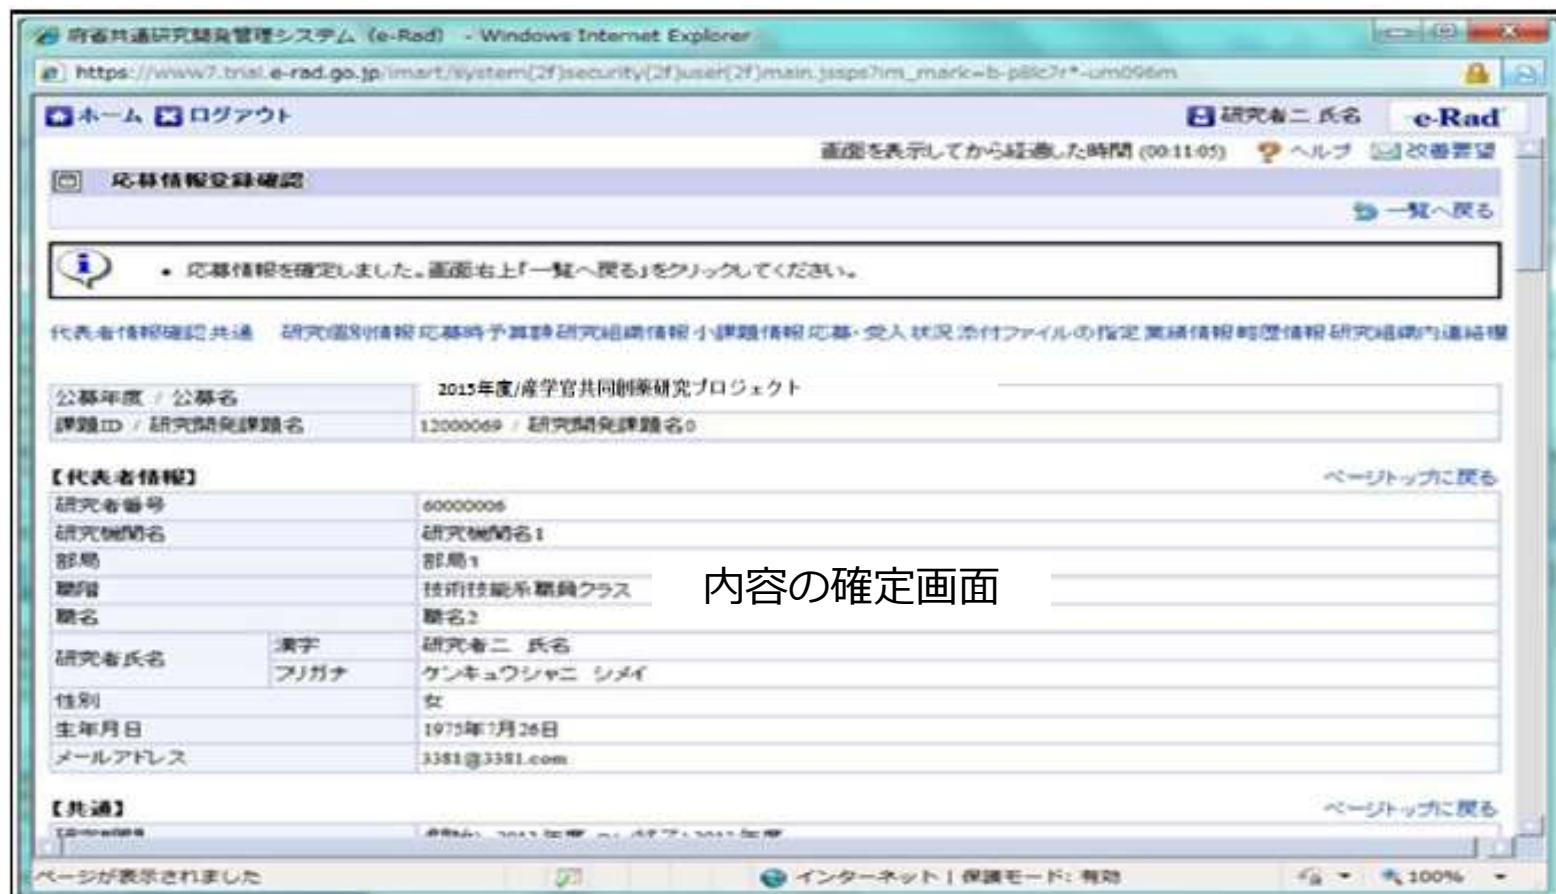 府省共通研究開発管理システム (e-Rad) - Windows Internet Explorer
https://www7.trial.e-rad.go.jp/imart/system(2f)security(2f)user(2f)main.jssps?im_mark=b-p8lc7r*-um096m
ホーム ログアウト 研究者二 氏名 e-Rad
画面を表示してから経過した時間 (00:11:05) ヘルプ 改善要望
応募情報登録確認
一覧へ戻る
・ 応募情報を確定しました。画面右上「一覧へ戻る」をクリックしてください。
代表者情報確認 共通 研究個別情報 応募時予算額 研究組織情報 小課題情報 応募・受入状況 添付ファイルの指定 業績情報 略歴情報 研究組織内連絡欄
公募年度 / 公募名 2015年度/産学官共同創薬研究プロジェクト
課題ID / 研究開発課題名 12000069 / 研究開発課題名0
【代表者情報】 ページトップに戻る
研究者番号 60000006
研究機関名 研究機関名1
部局 部局1
職階 技術技能系職員クラス
内容の確定画面
職名 職名2
研究者氏名 漢字 研究者二 氏名
フリガナ ケンキュウシャニ シメイ
性別 女
生年月日 1975年7月26日
メールアドレス 3381@3381.com
【共通】 ページトップに戻る
ページが表示されました インターネット | 保護モード: 有効 100%